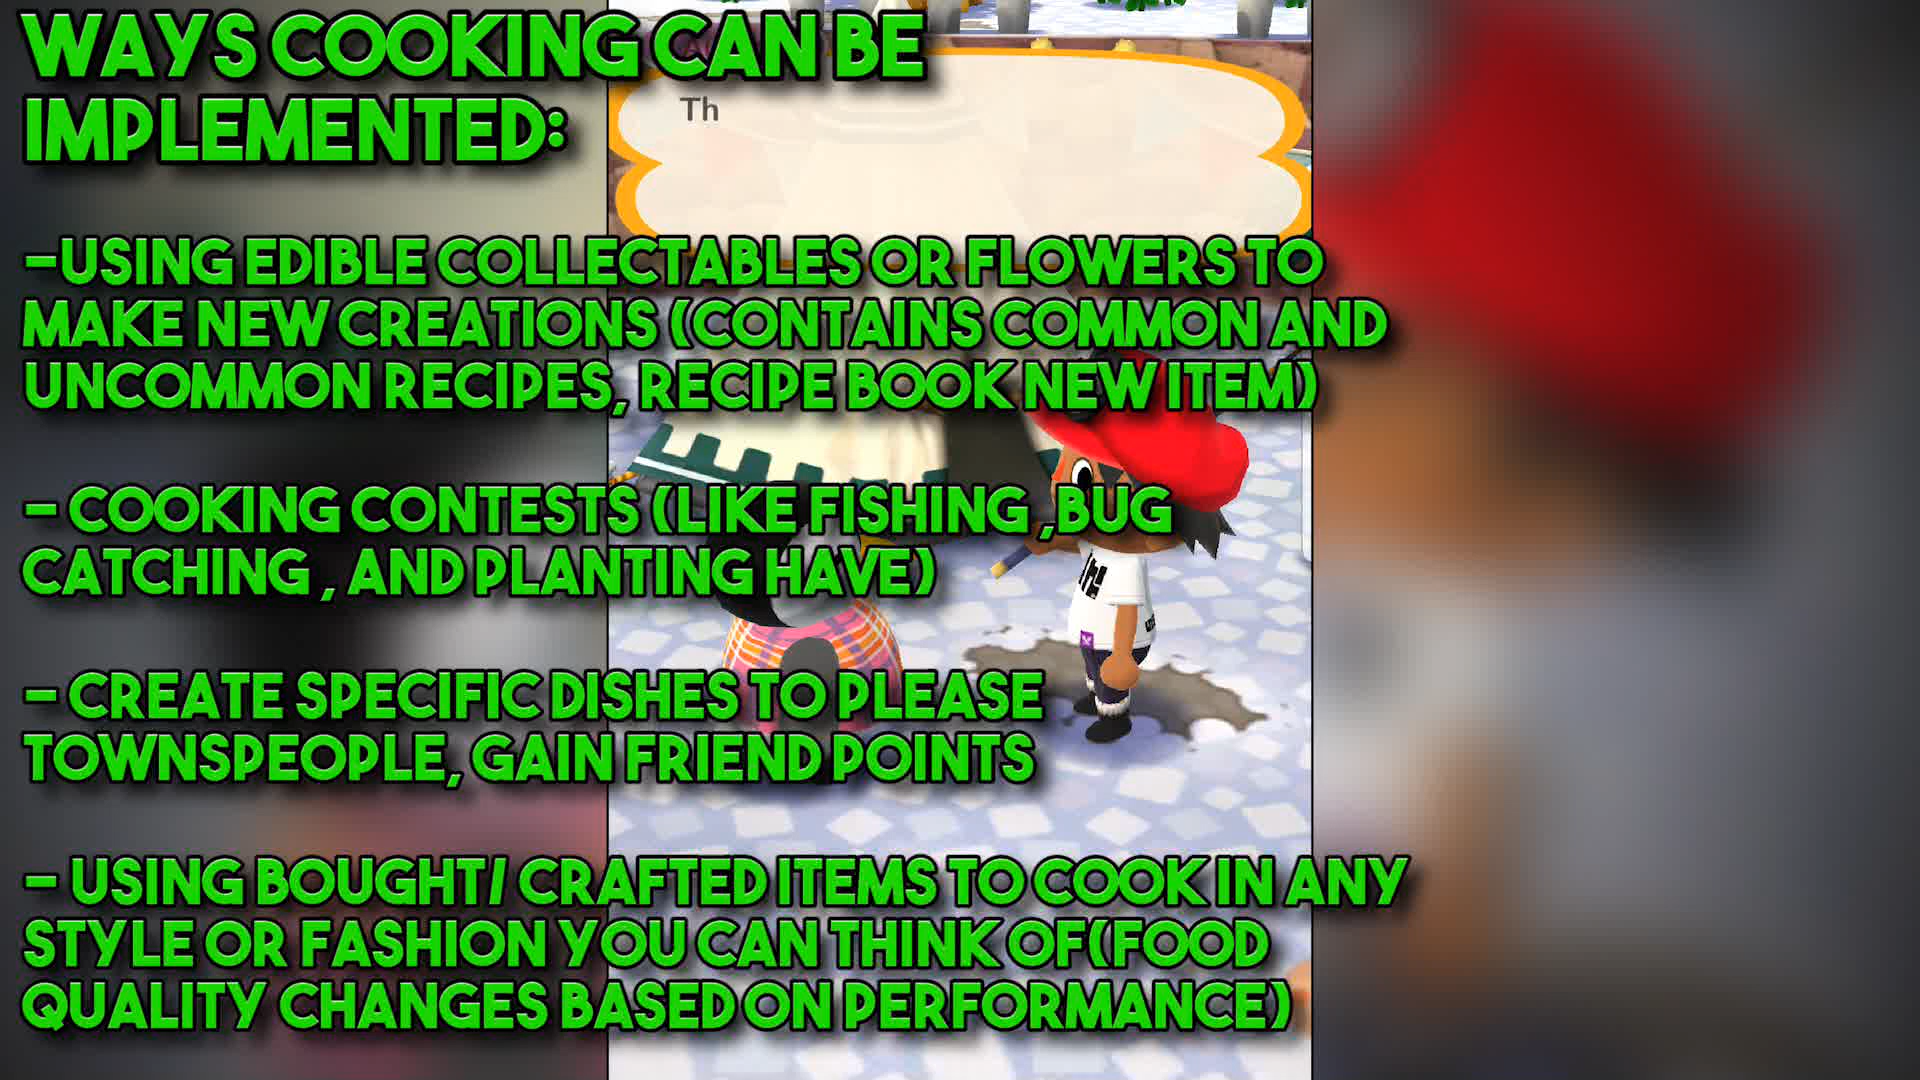 WAYS COOKING CAN BE
IMPLEMENTED:
Th
-USING EDIBLE COLLECTABLES OR FLOWERS TO
MAKE NEW CREATIONS (CONTAINS COMMON AND
UNCOMMON RECIPES, RECIPE BOOK NEW ITEM)
- COOKING CONTESTS (LIKE FISHING ,BUG
CATCHING , AND PLANTING HAVE)
- CREATE SPECIFIC DISHES TO PLEASE
TOWNSPEOPLE, GAIN FRIEND POINTS
- USING BOUGHT/ CRAFTED ITEMS TO COOK IN ANY
STYLE OR FASHION YOU CAN THINK OF(FOOD
QUALITY CHANGES BASED ON PERFORMANCE)